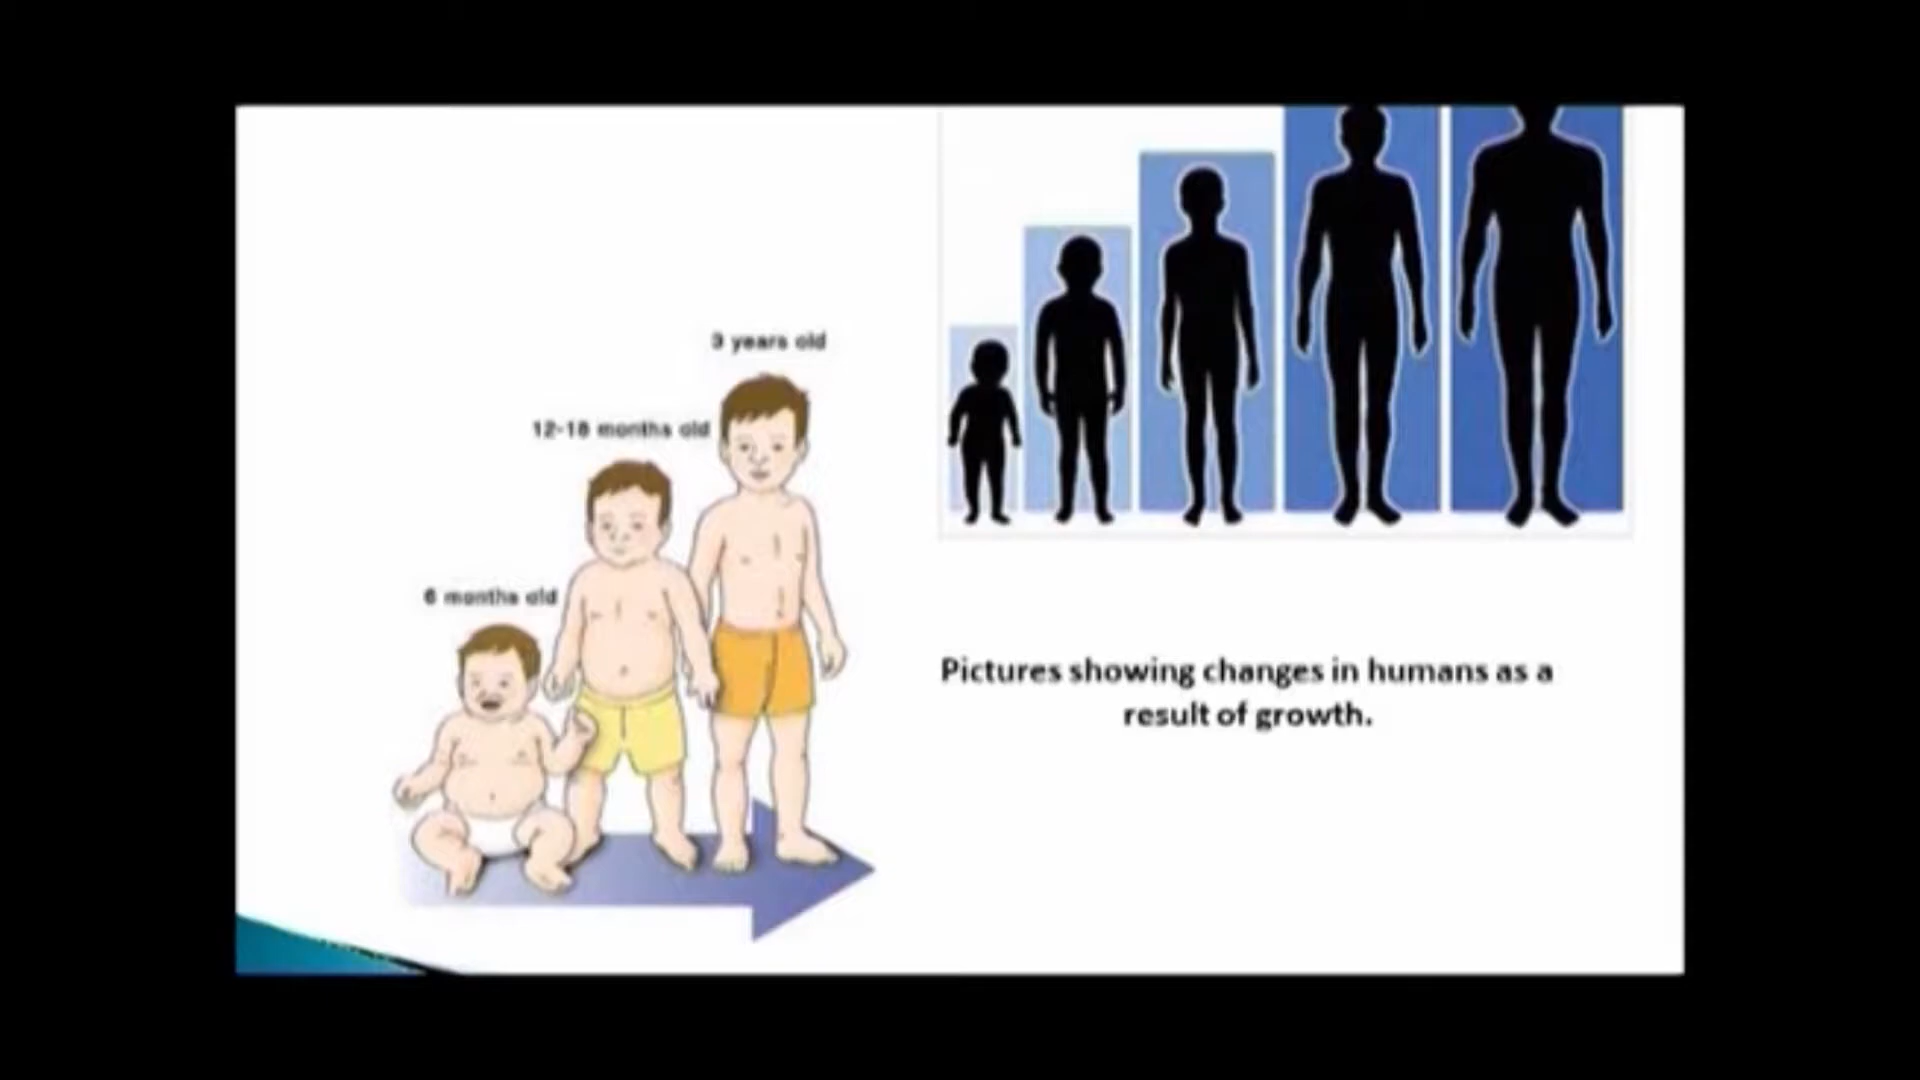 3 years old
12-18 months old
6 months old
Pictures showing changes in humans as a
result of growth.